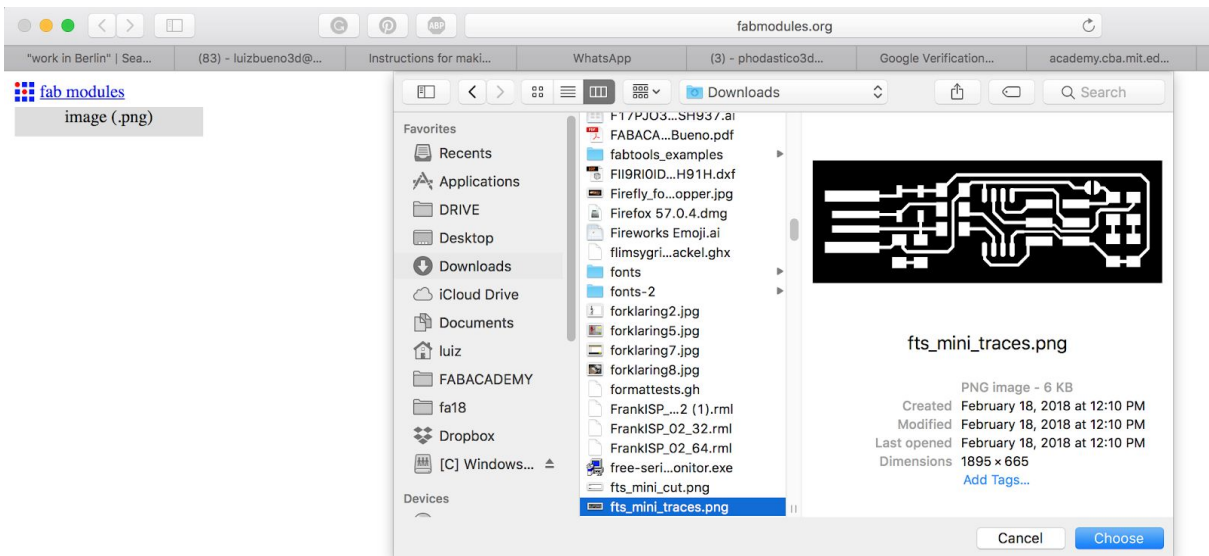 fabmodules.org
"work in Berlin" | Sea...
(83) - luizbueno3d@...
Instructions for maki...
WhatsApp
(3) - phodastico3d...
Google Verification...
academy.cba.mit.ed...
fab modules
image (.png)
Downloads
Search
Favorites
Recents
Applications
DRIVE
Desktop
Downloads
iCloud Drive
Documents
luiz
FABACADEMY
fa18
Dropbox
[C] Windows...
Devices
F17PJO3...SH937.ai
FABACA...Bueno.pdf
fabtools_examples
FII9RI0ID...H91H.dxf
Firefly_fo...opper.jpg
Firefox 57.0.4.dmg
Fireworks Emoji.ai
flimsygri...ackel.ghx
fonts
fonts-2
forklaring2.jpg
forklaring5.jpg
forklaring7.jpg
forklaring8.jpg
formattests.gh
FrankISP_...2 (1).rml
FrankISP_02_32.rml
FrankISP_02_64.rml
free-seri...onitor.exe
fts_mini_cut.png
fts_mini_traces.png
fts_mini_traces.png
PNG image - 6 KB
Created February 18, 2018 at 12:10 PM
Modified February 18, 2018 at 12:10 PM
Last opened February 18, 2018 at 12:10 PM
Dimensions 1895 × 665
Add Tags...
Cancel
Choose